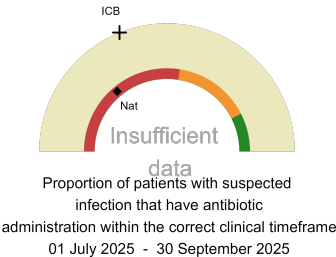 ICB
Nat
Insufficient
data
Proportion of patients with suspected
infection that have antibiotic
administration within the correct clinical timeframe
01 July 2025 - 30 September 2025